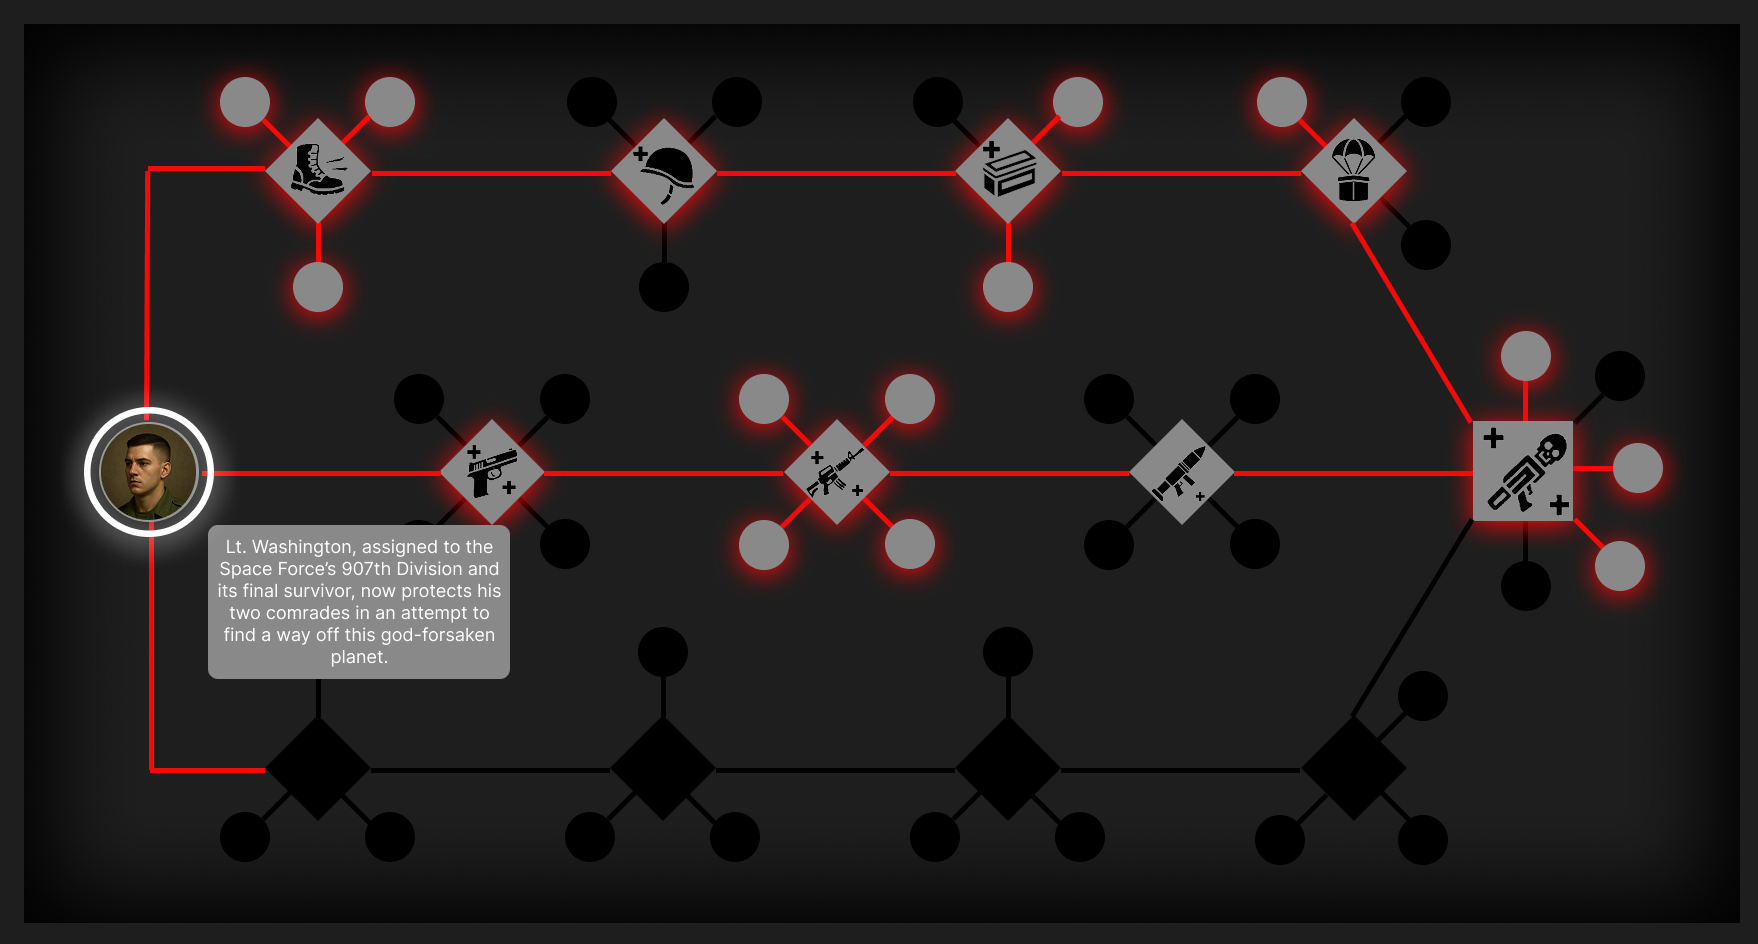 Lt. Washington, assigned to the
Space Force’s 907th Division and
its final survivor, now protects his
two comrades in an attempt to
find a way off this god-forsaken
planet.